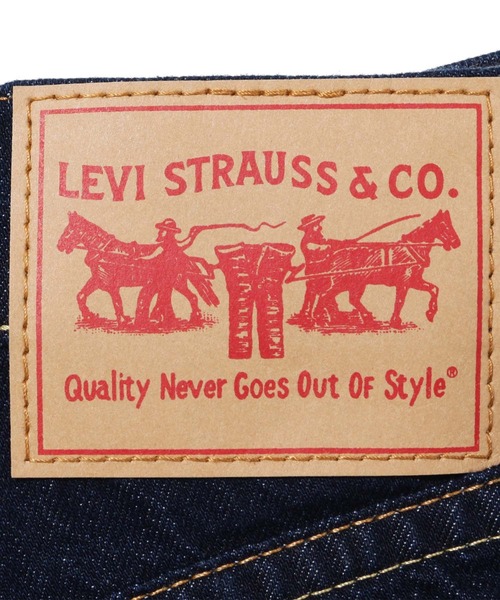 LEVI STRAUSS & CO.
Quality Never Goes Out Of Style®